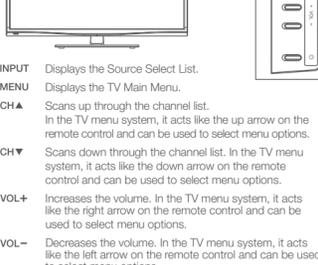 - VOL +
INPUT Displays the Source Select List.
MENU Displays the TV Main Menu.
CH▲ Scans up through the channel list.
In the TV menu system, it acts like the up arrow on the
remote control and can be used to select menu options.
CH▼ Scans down through the channel list. In the TV menu
system, it acts like the down arrow on the remote
control and can be used to select menu options.
VOL+ Increases the volume. In the TV menu system, it acts
like the right arrow on the remote control and can be
used to select menu options.
VOL− Decreases the volume. In the TV menu system, it acts
like the left arrow on the remote control and can be used
to select menu options.